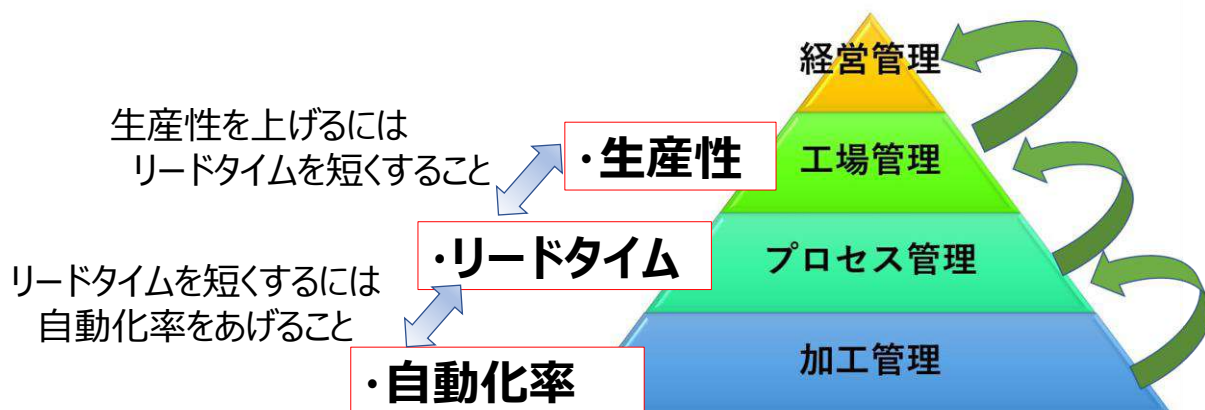 経営管理
生産性を上げるには
リードタイムを短くすること
・生産性
工場管理
・リードタイム
プロセス管理
リードタイムを短くするには
自動化率をあげること
・自動化率
加工管理